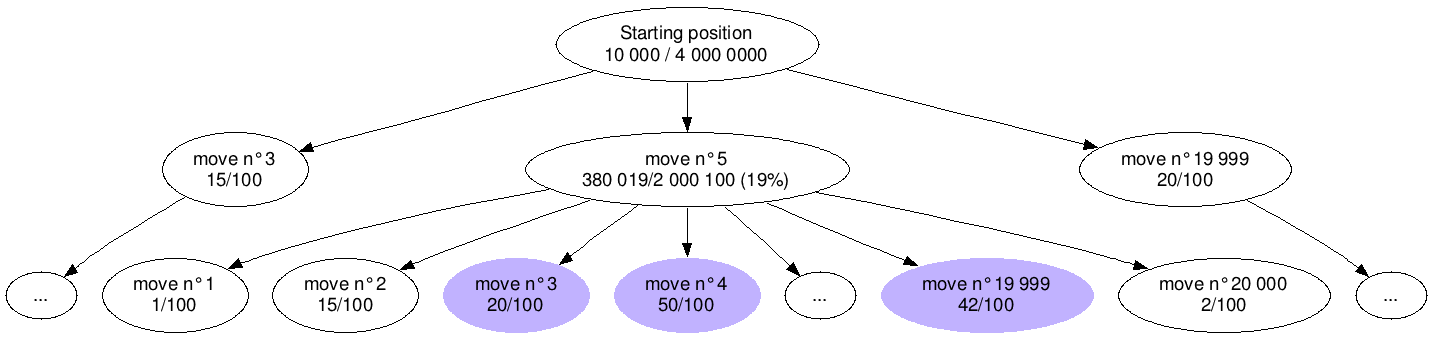 Starting position
10 000 / 4 000 0000
move n°3
15/100
move n°5
380 019/2 000 100 (19%)
move n°19 999
20/100
...
move n°1
1/100
move n°2
15/100
move n°3
20/100
move n°4
50/100
...
move n°19 999
42/100
move n°20 000
2/100
...